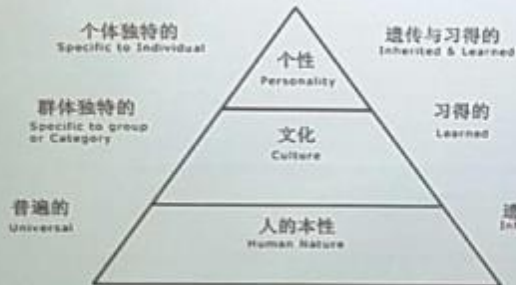 个体独特的
Specific to Individual
个性
Personality
遗传与习得的
Inherited & Learned
群体独特的
Specific to group
or Category
文化
Culture
习得的
Learned
普遍的
Universal
人的本性
Human Nature